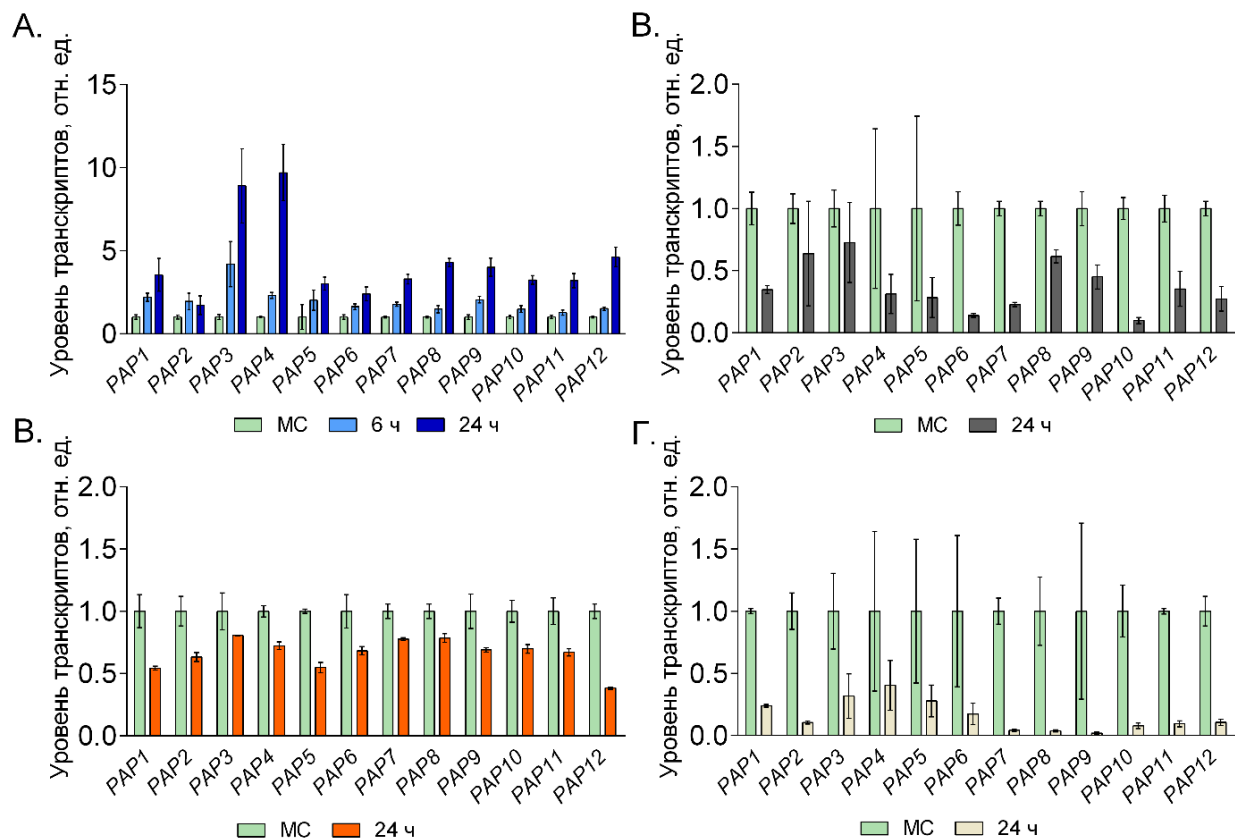 А.
Уровень транскриптов, отн. ед.
15
10
5
0
PAP1 PAP2 PAP3 PAP4 PAP5 PAP6 PAP7 PAP8 PAP9 PAP10 PAP11 PAP12
МС 6 ч 24 ч
В.
Уровень транскриптов, отн. ед.
2.0
1.5
1.0
0.5
0.0
PAP1 PAP2 PAP3 PAP4 PAP5 PAP6 PAP7 PAP8 PAP9 PAP10 PAP11 PAP12
МС 24 ч
В.
Уровень транскриптов, отн. ед.
2.0
1.5
1.0
0.5
0.0
PAP1 PAP2 PAP3 PAP4 PAP5 PAP6 PAP7 PAP8 PAP9 PAP10 PAP11 PAP12
МС 24 ч
Г.
Уровень транскриптов, отн. ед.
2.0
1.5
1.0
0.5
0.0
PAP1 PAP2 PAP3 PAP4 PAP5 PAP6 PAP7 PAP8 PAP9 PAP10 PAP11 PAP12
МС 24 ч